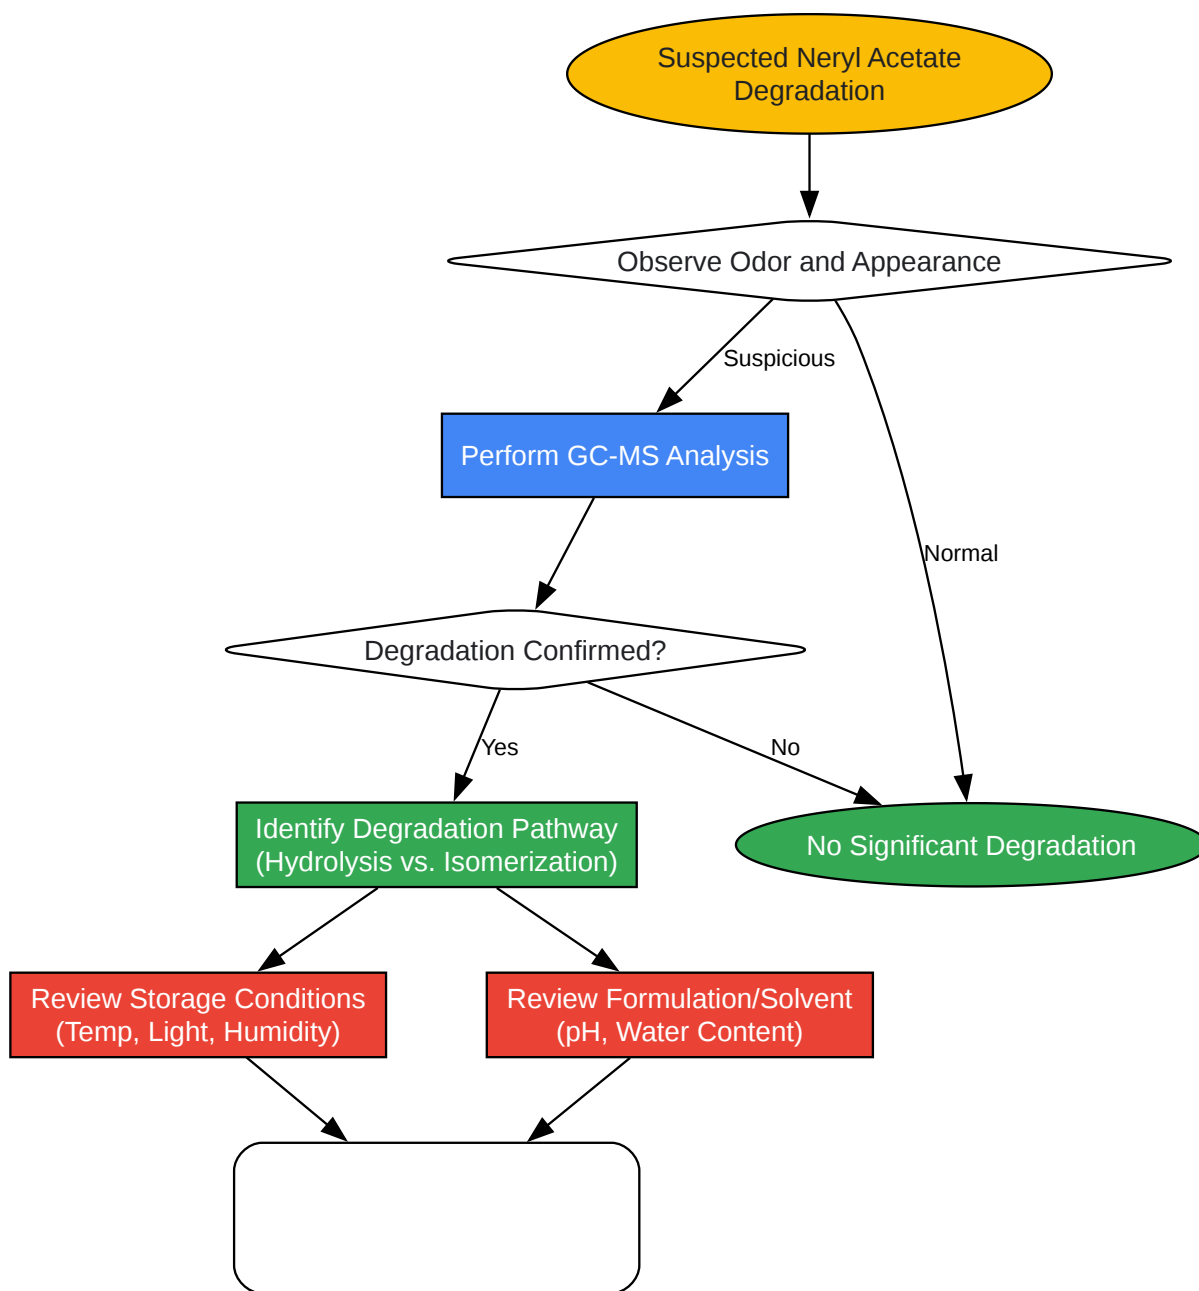 Suspected Neryl Acetate
Degradation
Observe Odor and Appearance
Suspicious
Perform GC-MS Analysis
Normal
Degradation Confirmed?
Yes
No
Identify Degradation Pathway
(Hydrolysis vs. Isomerization)
No Significant Degradation
Review Storage Conditions
(Temp, Light, Humidity)
Review Formulation/Solvent
(pH, Water Content)